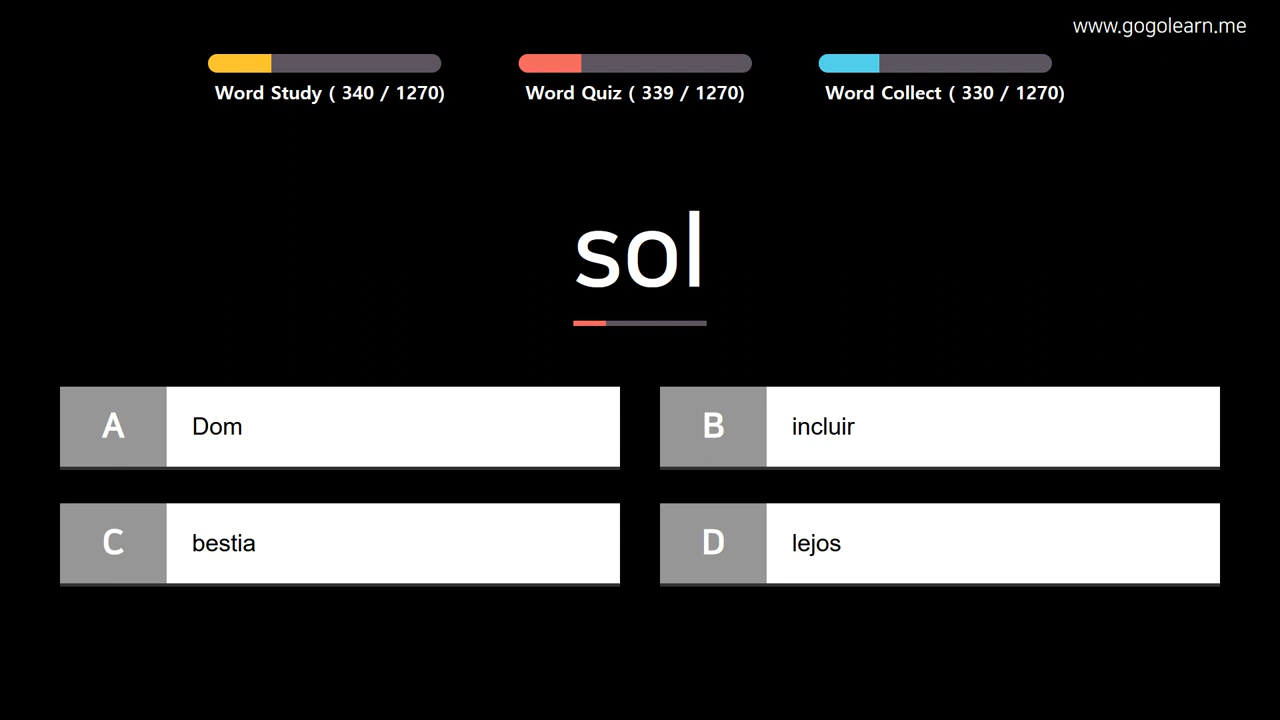 www.gogolearn.me
Word Study ( 340 / 1270)
Word Quiz ( 339 / 1270)
Word Collect ( 330 / 1270)
sol
A Dom
B incluir
C bestia
D lejos